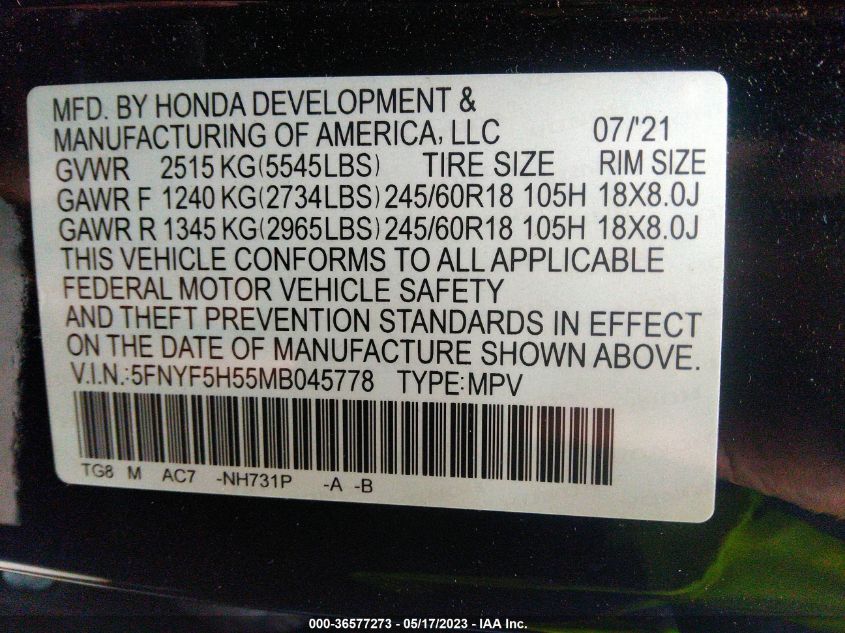 MFD. BY HONDA DEVELOPMENT &
MANUFACTURING OF AMERICA, LLC 07/'21
GVWR 2515 KG(5545LBS) TIRE SIZE RIM SIZE
GAWR F 1240 KG(2734LBS) 245/60R18 105H 18X8.0J
GAWR R 1345 KG(2965LBS) 245/60R18 105H 18X8.0J
THIS VEHICLE CONFORMS TO ALL APPLICABLE
FEDERAL MOTOR VEHICLE SAFETY
AND THEFT PREVENTION STANDARDS IN EFFECT
ON THE DATE OF MANUFACTURE SHOWN ABOVE.
V.I.N.:5FNYF5H55MB045778 TYPE:MPV
TG8 M AC7 -NH731P -A -B
000-36577273 - 05/17/2023 - IAA Inc.